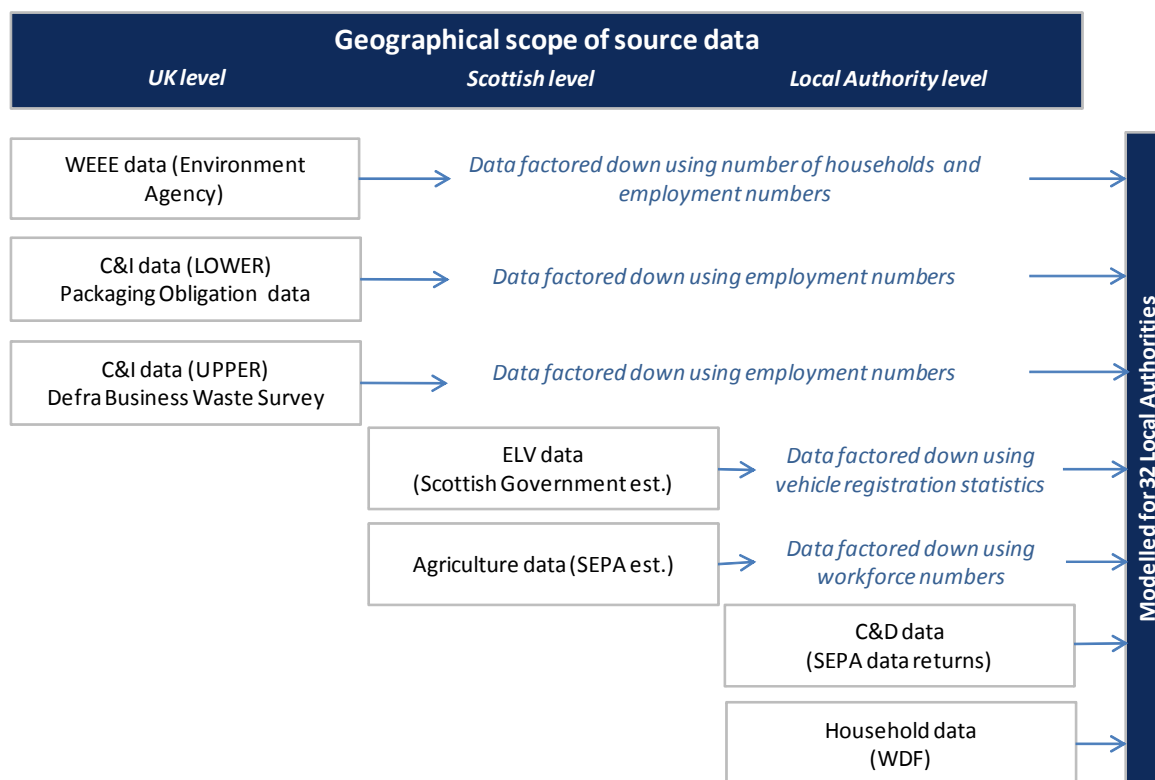 Geographical scope of source data
UK level Scottish level Local Authority level
WEEE data (Environment
Agency)
Data factored down using number of households and
employment numbers
C&I data (LOWER)
Packaging Obligation data
Data factored down using employment numbers
C&I data (UPPER)
Defra Business Waste Survey
Data factored down using employment numbers
ELV data
(Scottish Government est.)
Data factored down using
vehicle registration statistics
Agriculture data (SEPA est.)
Data factored down using
workforce numbers
C&D data
(SEPA data returns)
Household data
(WDF)
Modelled for 32 Local Authorities